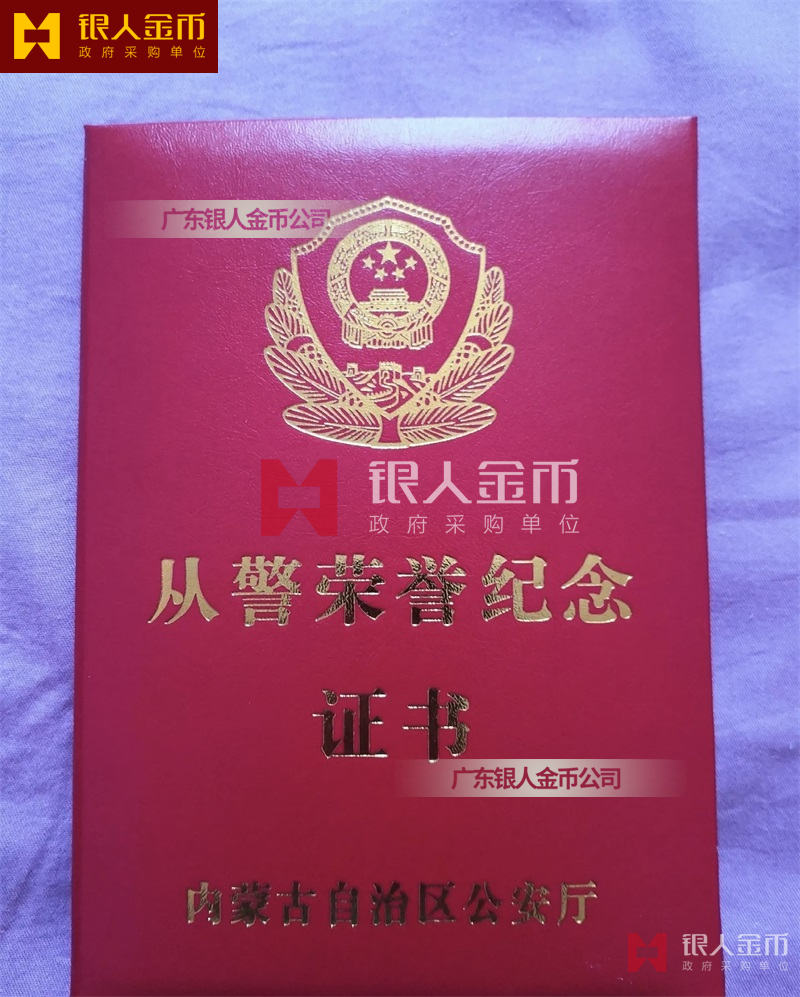 银人金币
政府采购单位
广东银人金币公司
银人金币
政府采购单位
从警荣誉纪念
证书
广东银人金币公司
内蒙古自治区公安厅
银人金币
政府采购单位